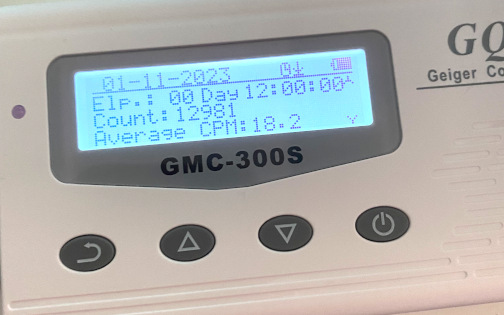 GQ
Geiger Co
01-11-2023
Elp.: 00 Day 12:00:00
Count:12981
Average CPM:18.2
GMC-300S